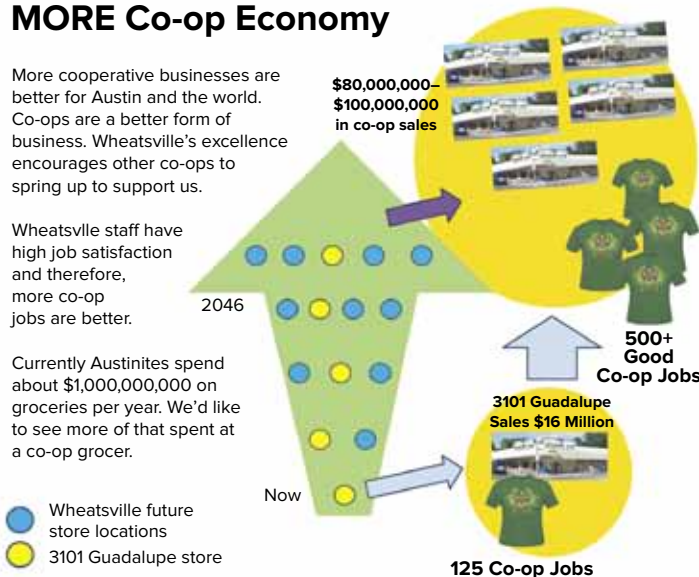 MORE Co-op Economy
More cooperative businesses are
better for Austin and the world.
Co-ops are a better form of
business. Wheatsville's excellence
encourages other co-ops to
spring up to support us.
Wheatsvlle staff have
high job satisfaction
and therefore,
more co-op
jobs are better.
Currently Austinites spend
about $1,000,000,000 on
groceries per year. We'd like
to see more of that spent at
a co-op grocer.
Wheatsville future
store locations
3101 Guadalupe store
$80,000,000–
$100,000,000
in co-op sales
2046
Now
500+
Good
Co-op Jobs
3101 Guadalupe
Sales $16 Million
125 Co-op Jobs